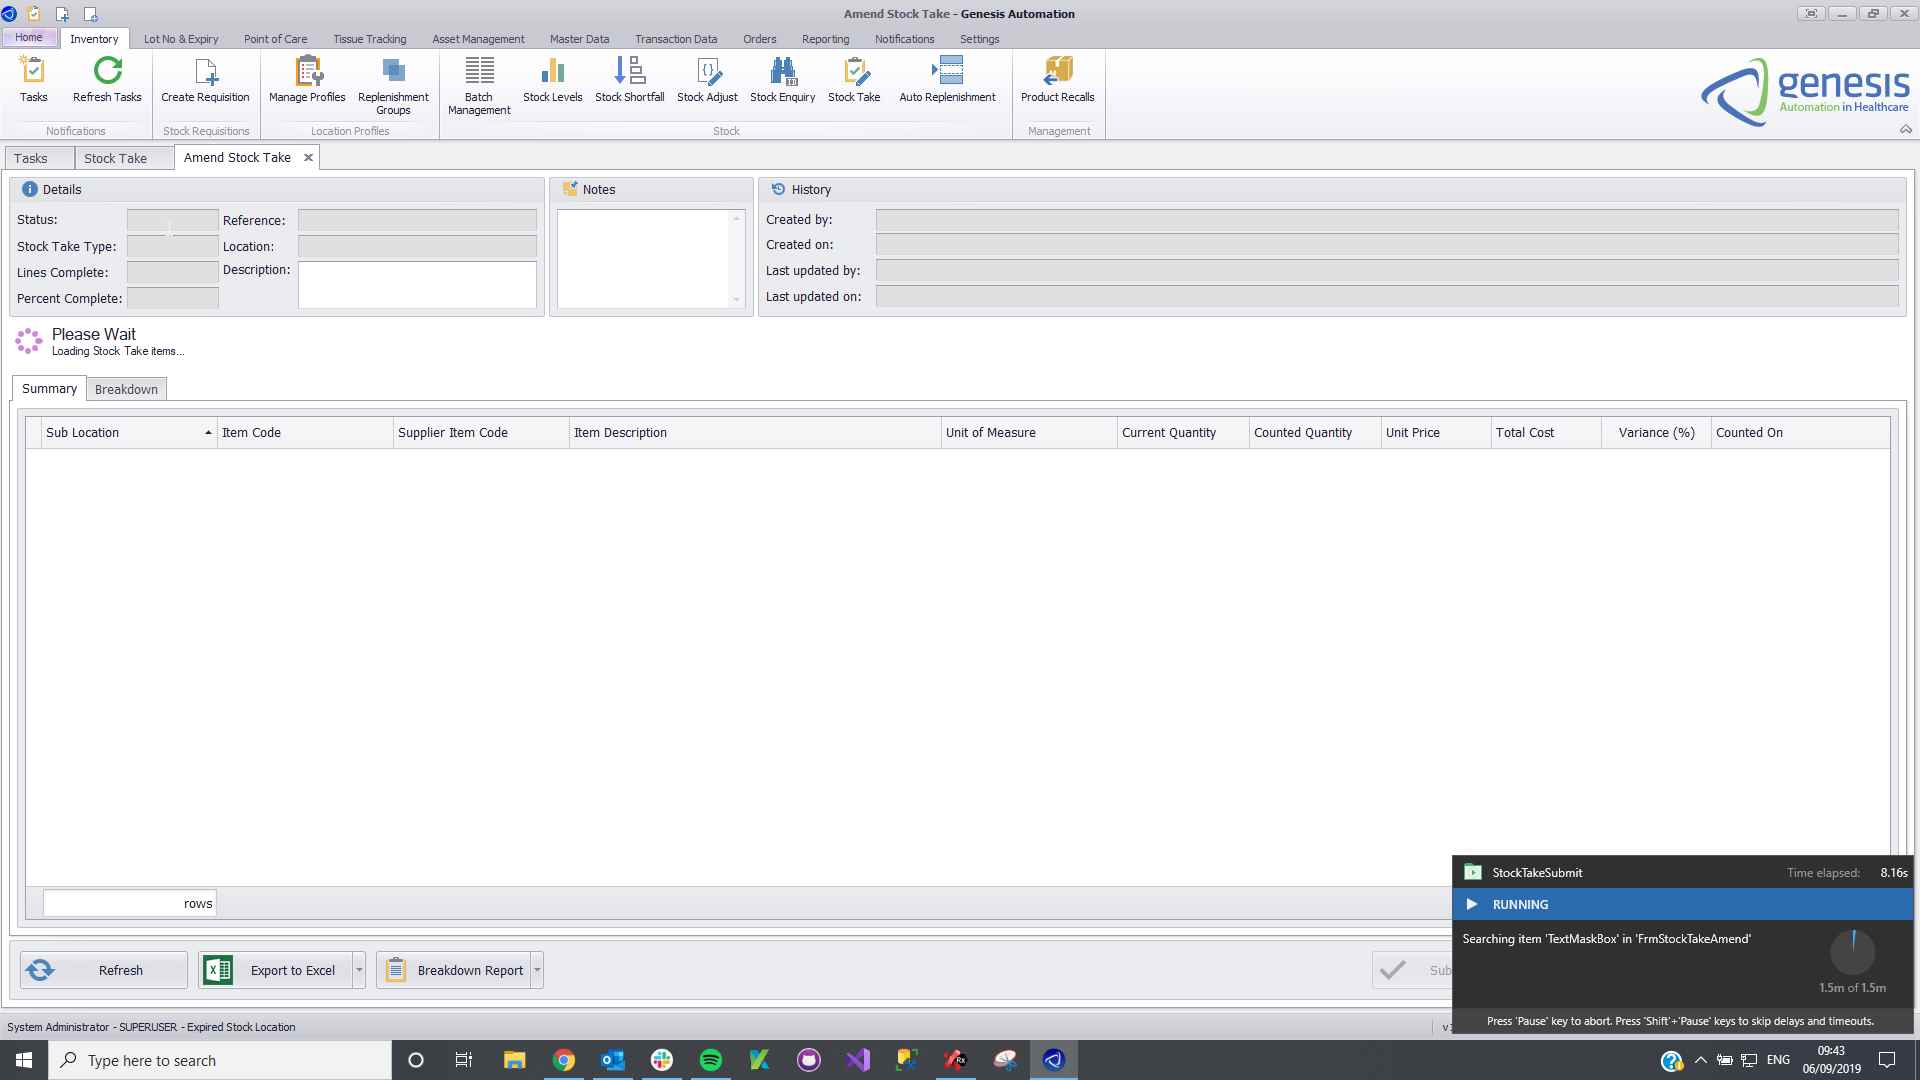 Amend Stock Take - Genesis Automation
Home
Inventory
Lot No & Expiry
Point of Care
Tissue Tracking
Asset Management
Master Data
Transaction Data
Orders
Reporting
Notifications
Settings
Tasks
Refresh Tasks
Create Requisition
Manage Profiles
Replenishment
Groups
Batch
Management
Stock Levels
Stock Shortfall
Stock Adjust
Stock Enquiry
Stock Take
Auto Replenishment
Product Recalls
Notifications
Stock Requisitions
Location Profiles
Stock
Management
genesis
Automation in Healthcare
Tasks
Stock Take
Amend Stock Take
Details
Notes
History
Status:
Reference:
Created by:
Stock Take Type:
Location:
Created on:
Lines Complete:
Description:
Last updated by:
Percent Complete:
Last updated on:
Please Wait
Loading Stock Take items...
Summary
Breakdown
Sub Location
Item Code
Supplier Item Code
Item Description
Unit of Measure
Current Quantity
Counted Quantity
Unit Price
Total Cost
Variance (%)
Counted On
rows
Refresh
Export to Excel
Breakdown Report
Sub
StockTakeSubmit
Time elapsed: 8.16s
RUNNING
Searching item 'TextMaskBox' in 'FrmStockTakeAmend'
1.5m of 1.5m
Press 'Pause' key to abort. Press 'Shift'+'Pause' keys to skip delays and timeouts.
System Administrator - SUPERUSER - Expired Stock Location
Type here to search
ENG
09:43
06/09/2019